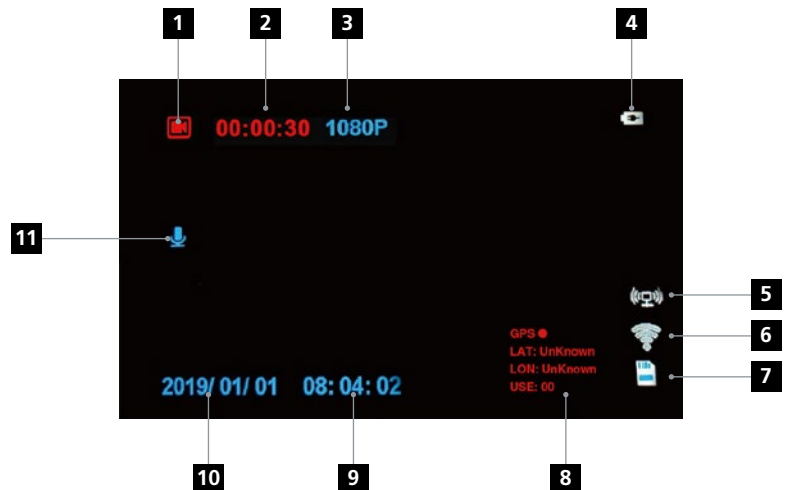 1 2 3 4
00:00:30 1080P
11
5
GPS
6
LAT: UnKnown
LON: UnKnown
7
USE: 00
2019/ 01/ 01 08: 04: 02
10 9 8